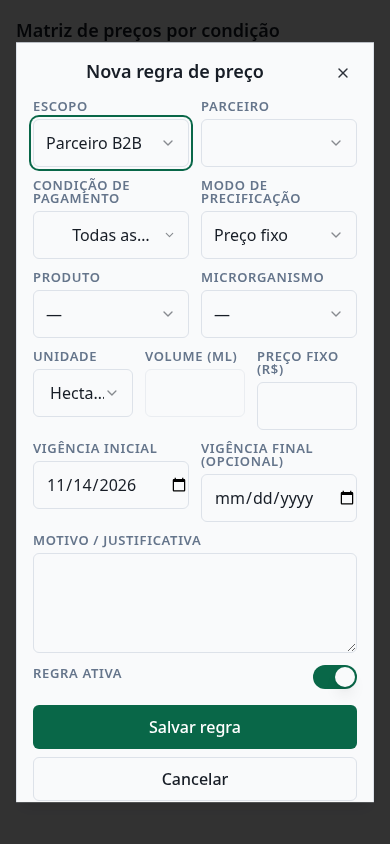 Matriz de preços por condição
Nova regra de preço
ESCOPO
PARCEIRO
Parceiro B2B
CONDIÇÃO DE
PAGAMENTO
MODO DE
PRECIFICAÇÃO
Todas as...
Preço fixo
PRODUTO
MICRORGANISMO
—
—
UNIDADE
VOLUME (ML)
PREÇO FIXO
(R$)
Hecta...
VIGÊNCIA INICIAL
VIGÊNCIA FINAL
(OPCIONAL)
11/14/2026
mm/dd/yyyy
MOTIVO / JUSTIFICATIVA
REGRA ATIVA
Salvar regra
Cancelar